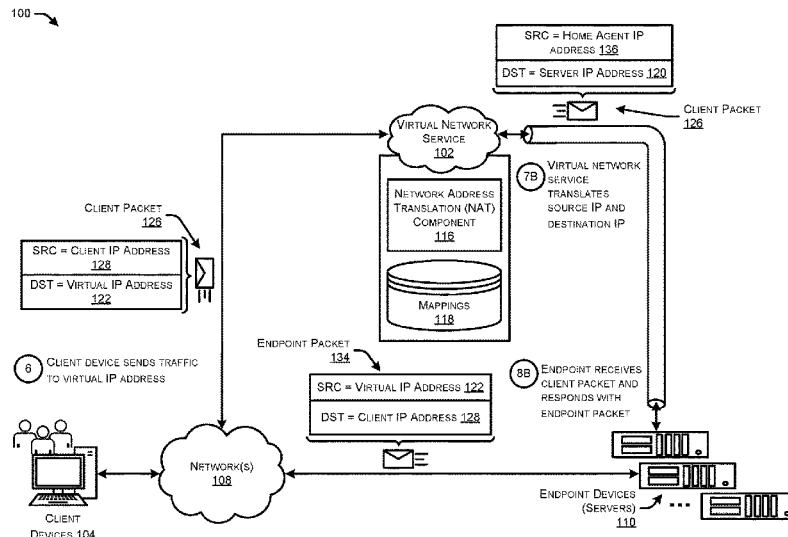 100
SRC = HOME AGENT IP
ADDRESS 136
DST = SERVER IP ADDRESS 120
CLIENT PACKET
126
VIRTUAL NETWORK
SERVICE
102
7B
VIRTUAL NETWORK
SERVICE
TRANSLATES
SOURCE IP AND
DESTINATION IP
NETWORK ADDRESS
TRANSLATION (NAT)
COMPONENT
116
MAPPINGS
118
CLIENT PACKET
126
SRC = CLIENT IP ADDRESS
128
DST = VIRTUAL IP ADDRESS
122
6
CLIENT DEVICE SENDS TRAFFIC
TO VIRTUAL IP ADDRESS
ENDPOINT PACKET
134
SRC = VIRTUAL IP ADDRESS 122
DST = CLIENT IP ADDRESS 128
8B
ENDPOINT RECEIVES
CLIENT PACKET AND
RESPONDS WITH
ENDPOINT PACKET
NETWORK(S)
108
CLIENT
DEVICES 104
ENDPOINT DEVICES
(SERVERS)
110
...